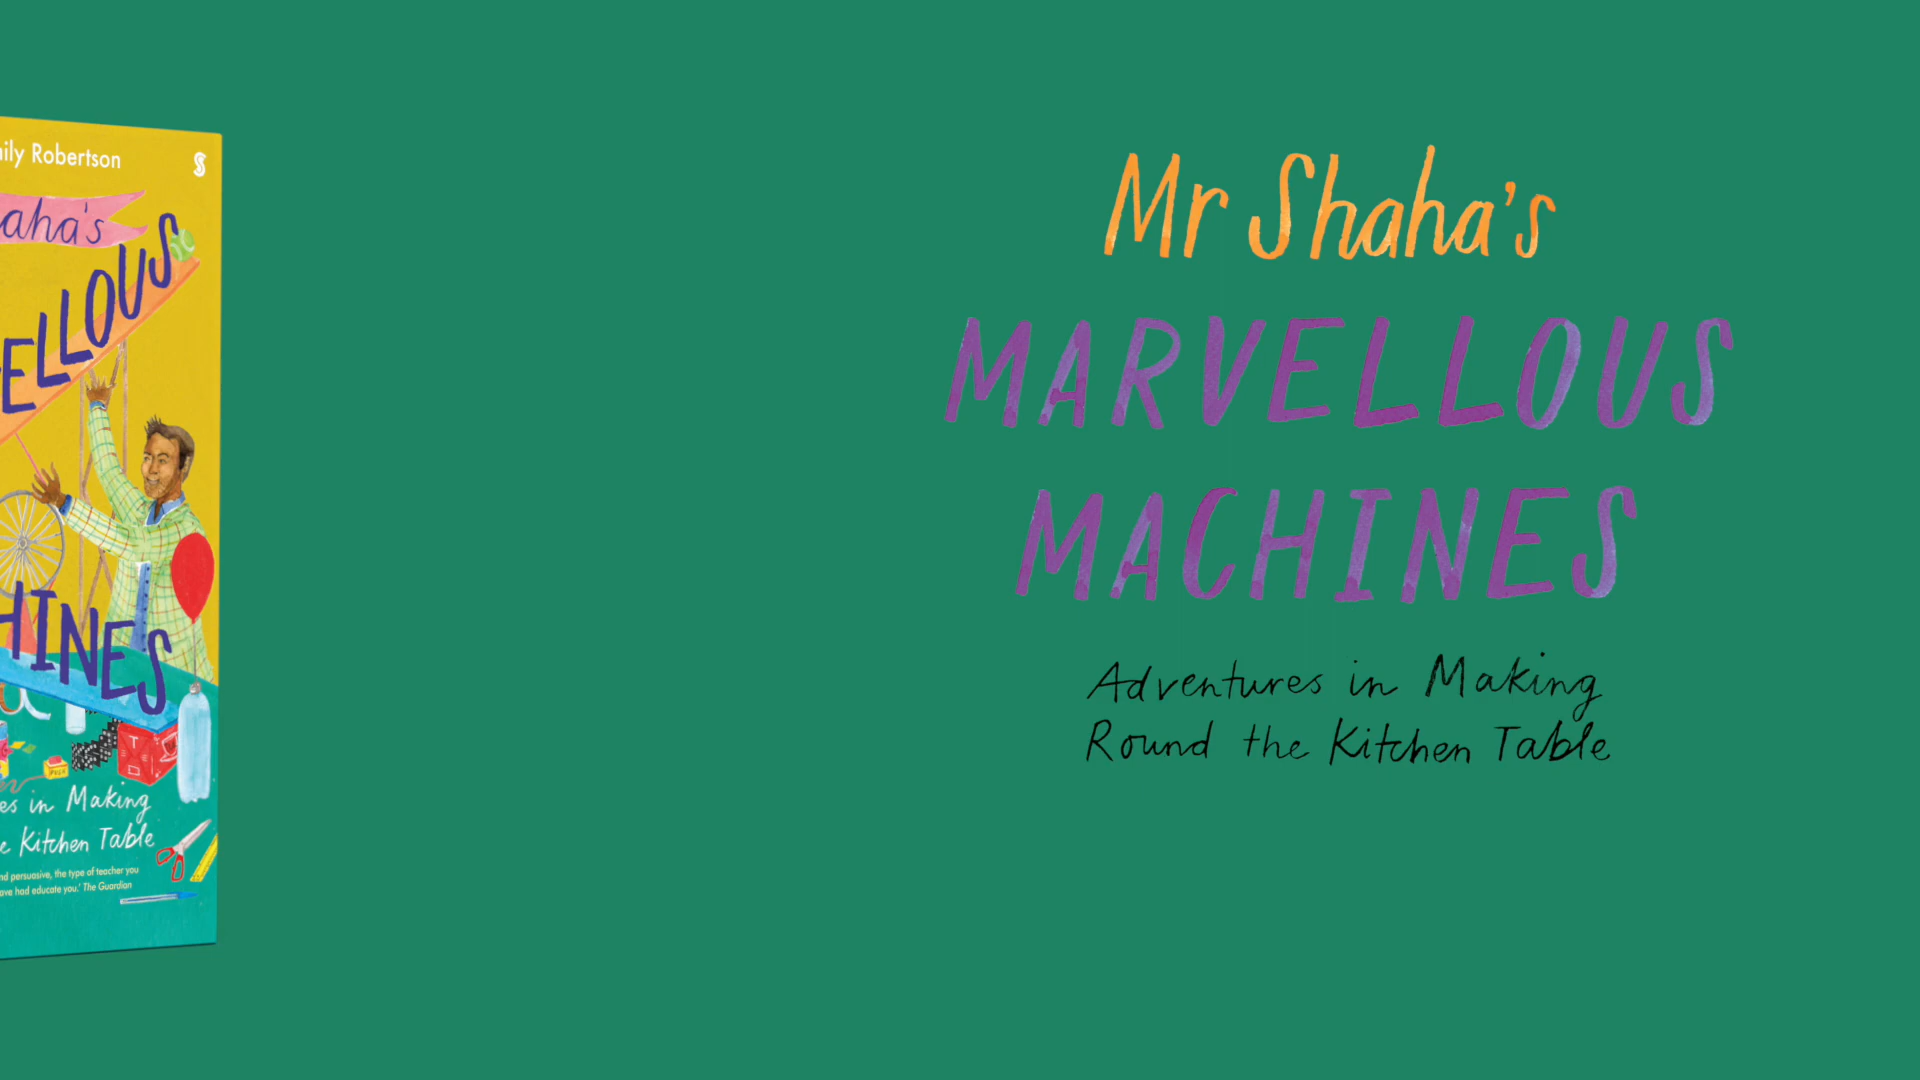 Robertson
S
aha's
ELLOUS
HINES
es in Making
Kitchen Table
nd persuasive, the type of teacher you
ave had educate you.' The Guardian
Mr Shaha's
MARVELLOUS
MACHINES
Adventures in Making
Round the Kitchen Table